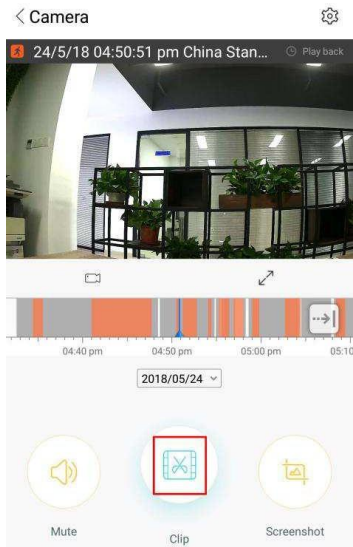 Camera
24/5/18 04:50:51 pm China Stan... Play back
04:40 pm 04:50 pm 05:00 pm 05:10
2018/05/24
Mute Clip Screenshot